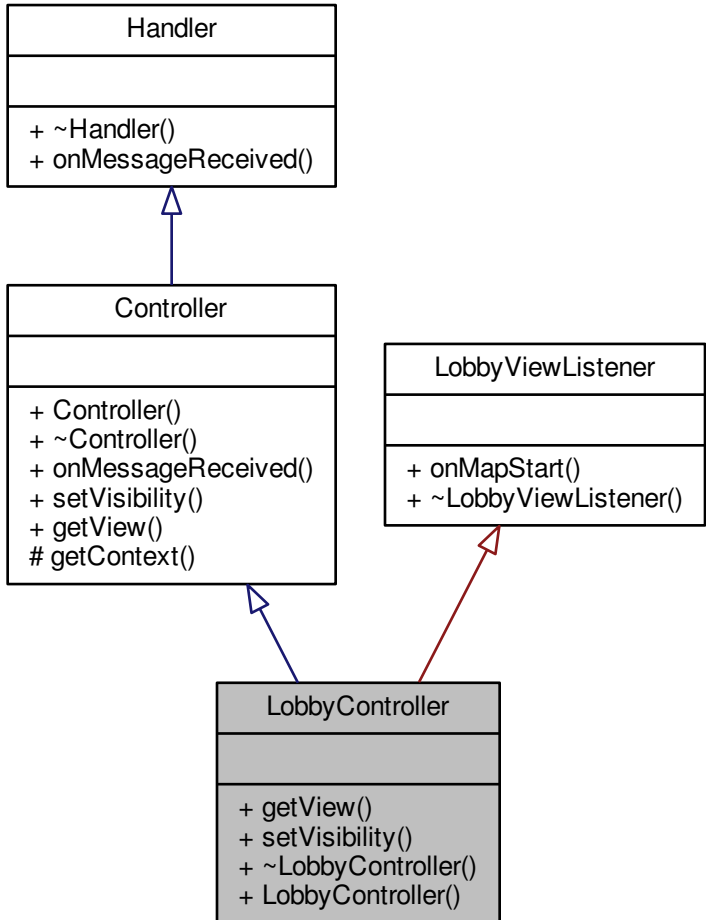 Handler
+ ~Handler()
+ onMessageReceived()
Controller
+ Controller()
+ ~Controller()
+ onMessageReceived()
+ setVisibility()
+ getView()
# getContext()
LobbyViewListener
+ onMapStart()
+ ~LobbyViewListener()
LobbyController
+ getView()
+ setVisibility()
+ ~LobbyController()
+ LobbyController()